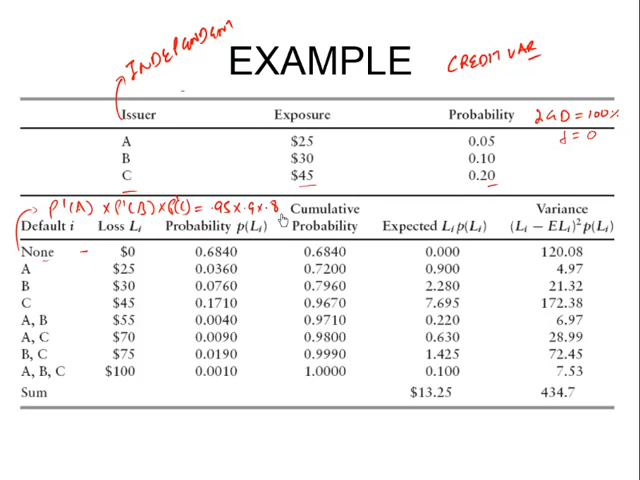 INDEPENDENT
EXAMPLE
CREDIT VAR
Issuer Exposure Probability
LGD = 100%
A $25 0.05
f = 0
B $30 0.10
C $45 0.20
P'(A) x P'(B) x P'(C) = .95 x .9 x .8
Cumulative Variance
Default i Loss Li Probability p(Li) Probability Expected Li p(Li) (Li − ELi)² p(Li)
None $0 0.6840 0.6840 0.000 120.08
A $25 0.0360 0.7200 0.900 4.97
B $30 0.0760 0.7960 2.280 21.32
C $45 0.1710 0.9670 7.695 172.38
A, B $55 0.0040 0.9710 0.220 6.97
A, C $70 0.0090 0.9800 0.630 28.99
B, C $75 0.0190 0.9990 1.425 72.45
A, B, C $100 0.0010 1.0000 0.100 7.53
Sum $13.25 434.7